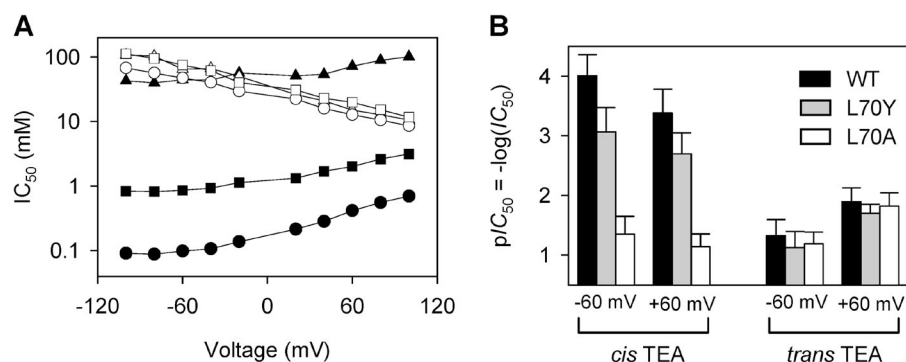 A
IC50 (mM)
100
10
1
0.1
-120
-60
0
60
120
Voltage (mV)
B
pIC50 = -log(IC50)
4
3
2
1
WT
L70Y
L70A
-60 mV
+60 mV
-60 mV
+60 mV
cis TEA
trans TEA